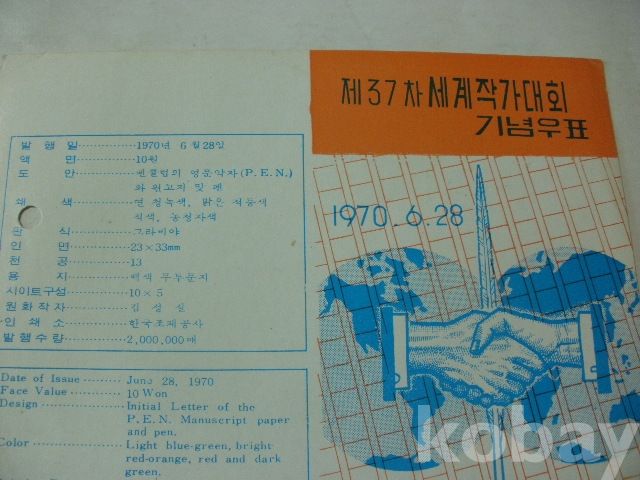 제37차 세계작가대회
기념우표
1970.6.28
발행일 ············ 1970년 6월28일
액면 ············ 10원
도안 ············ 펜클럽의 영문약자(P.E.N.)
와 원고지 및 펜
쇄색 ············ 연 청녹색, 밝은 적등색
적색, 농청자색
판식 ············ 그라비아
인면 ············ 23×33mm
천공 ············ 13
용지 ············ 백색 무투문지
시이트구성 ········ 10×5
원화작자 ········ 김성실
인쇄소 ········ 한국조폐공사
발행수량 ········ 2,000,000매
Date of Issue ········ June 28, 1970
Face Value ········ 10 Won
Design ············ Initial Letter of the
P.E.N. Manuscript paper
and pen.
Color ············ Light blue-green, bright
red-orange, red and dark
green.
kobay